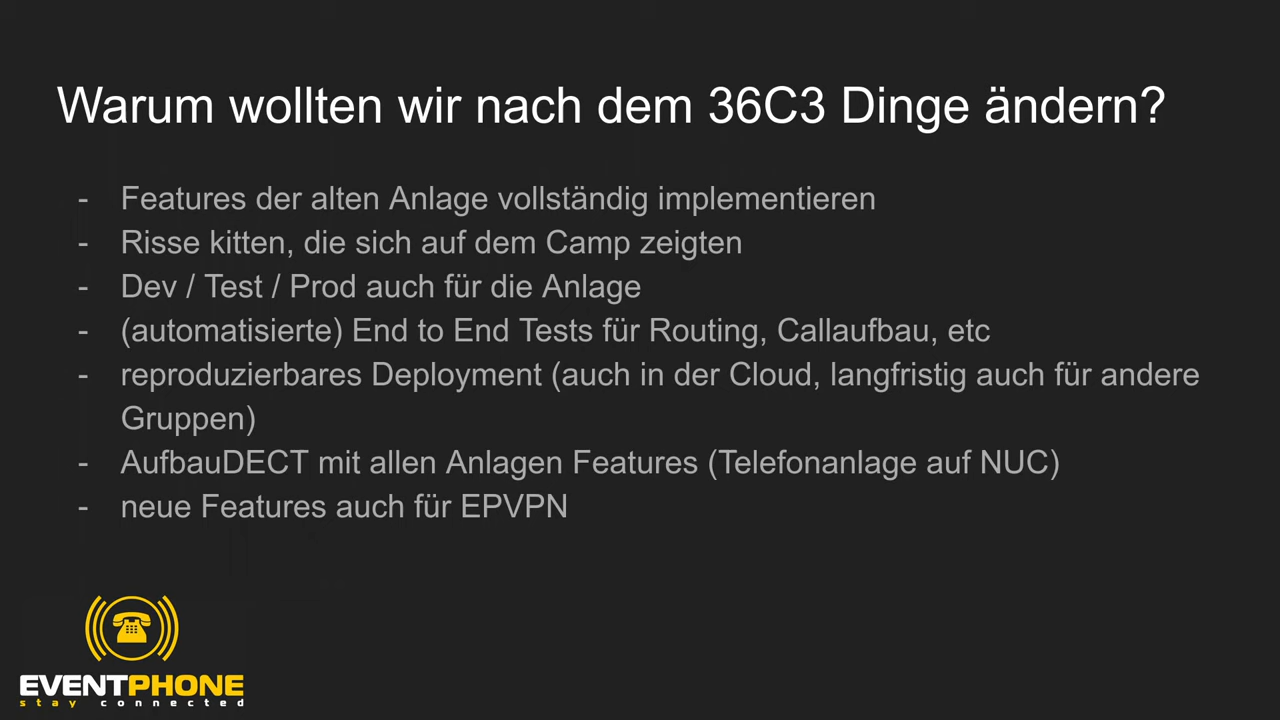 Warum wollten wir nach dem 36C3 Dinge ändern?
- Features der alten Anlage vollständig implementieren
- Risse kitten, die sich auf dem Camp zeigten
- Dev / Test / Prod auch für die Anlage
- (automatisierte) End to End Tests für Routing, Callaufbau, etc
- reproduzierbares Deployment (auch in der Cloud, langfristig auch für andere
Gruppen)
- AufbauDECT mit allen Anlagen Features (Telefonanlage auf NUC)
- neue Features auch für EPVPN
EVENTPHONE
stay connected